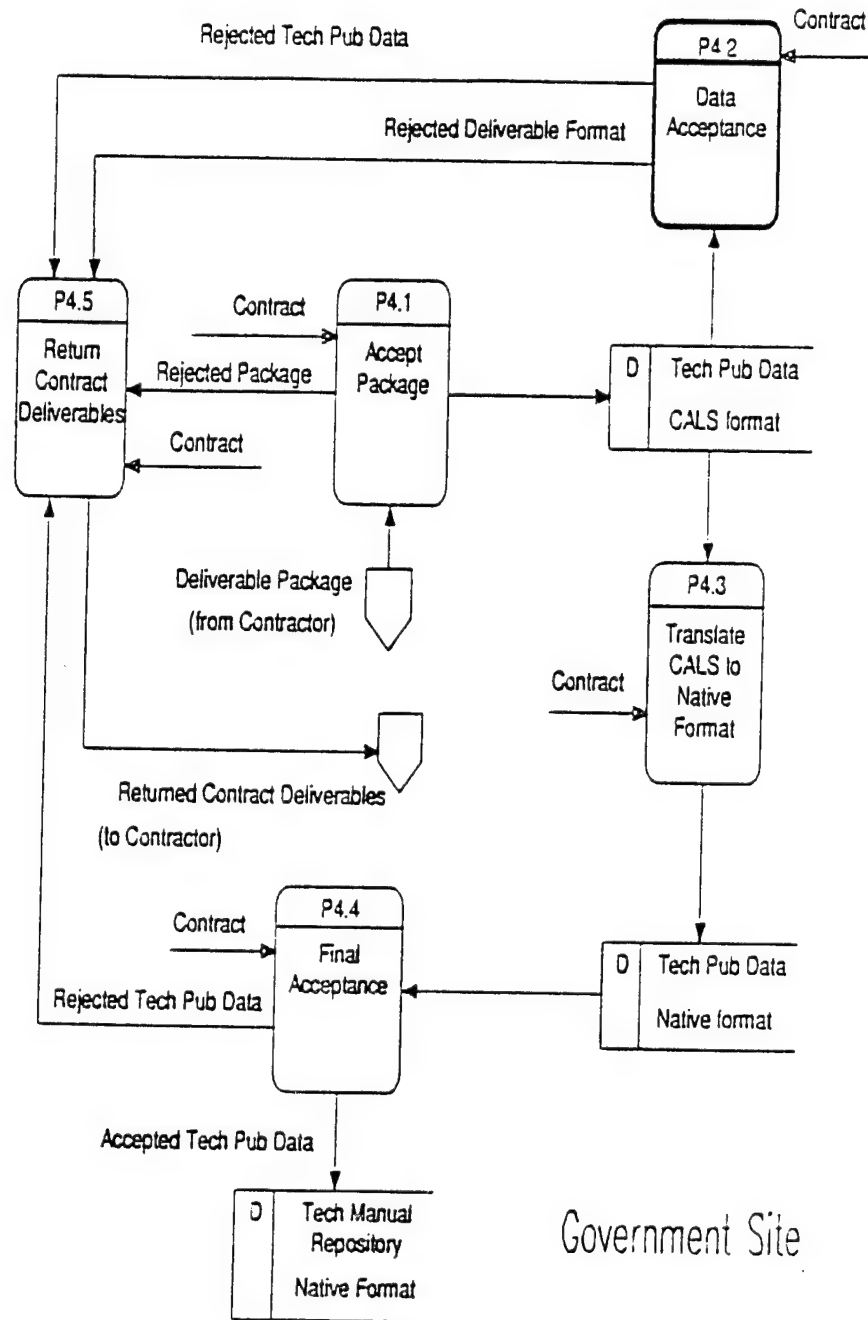 Rejected Tech Pub Data
P4.2
Contract
Data
Acceptance
Rejected Deliverable Format
P4.5
Return
Contract
Deliverables
Contract
Rejected Package
Contract
P4.1
Accept
Package
D
Tech Pub Data
CALS format
Deliverable Package
(from Contractor)
P4.3
Translate
CALS to
Native
Format
Contract
Returned Contract Deliverables
(to Contractor)
Contract
P4.4
Final
Acceptance
Rejected Tech Pub Data
D
Tech Pub Data
Native format
Accepted Tech Pub Data
D
Tech Manual
Repository
Native Format
Government Site